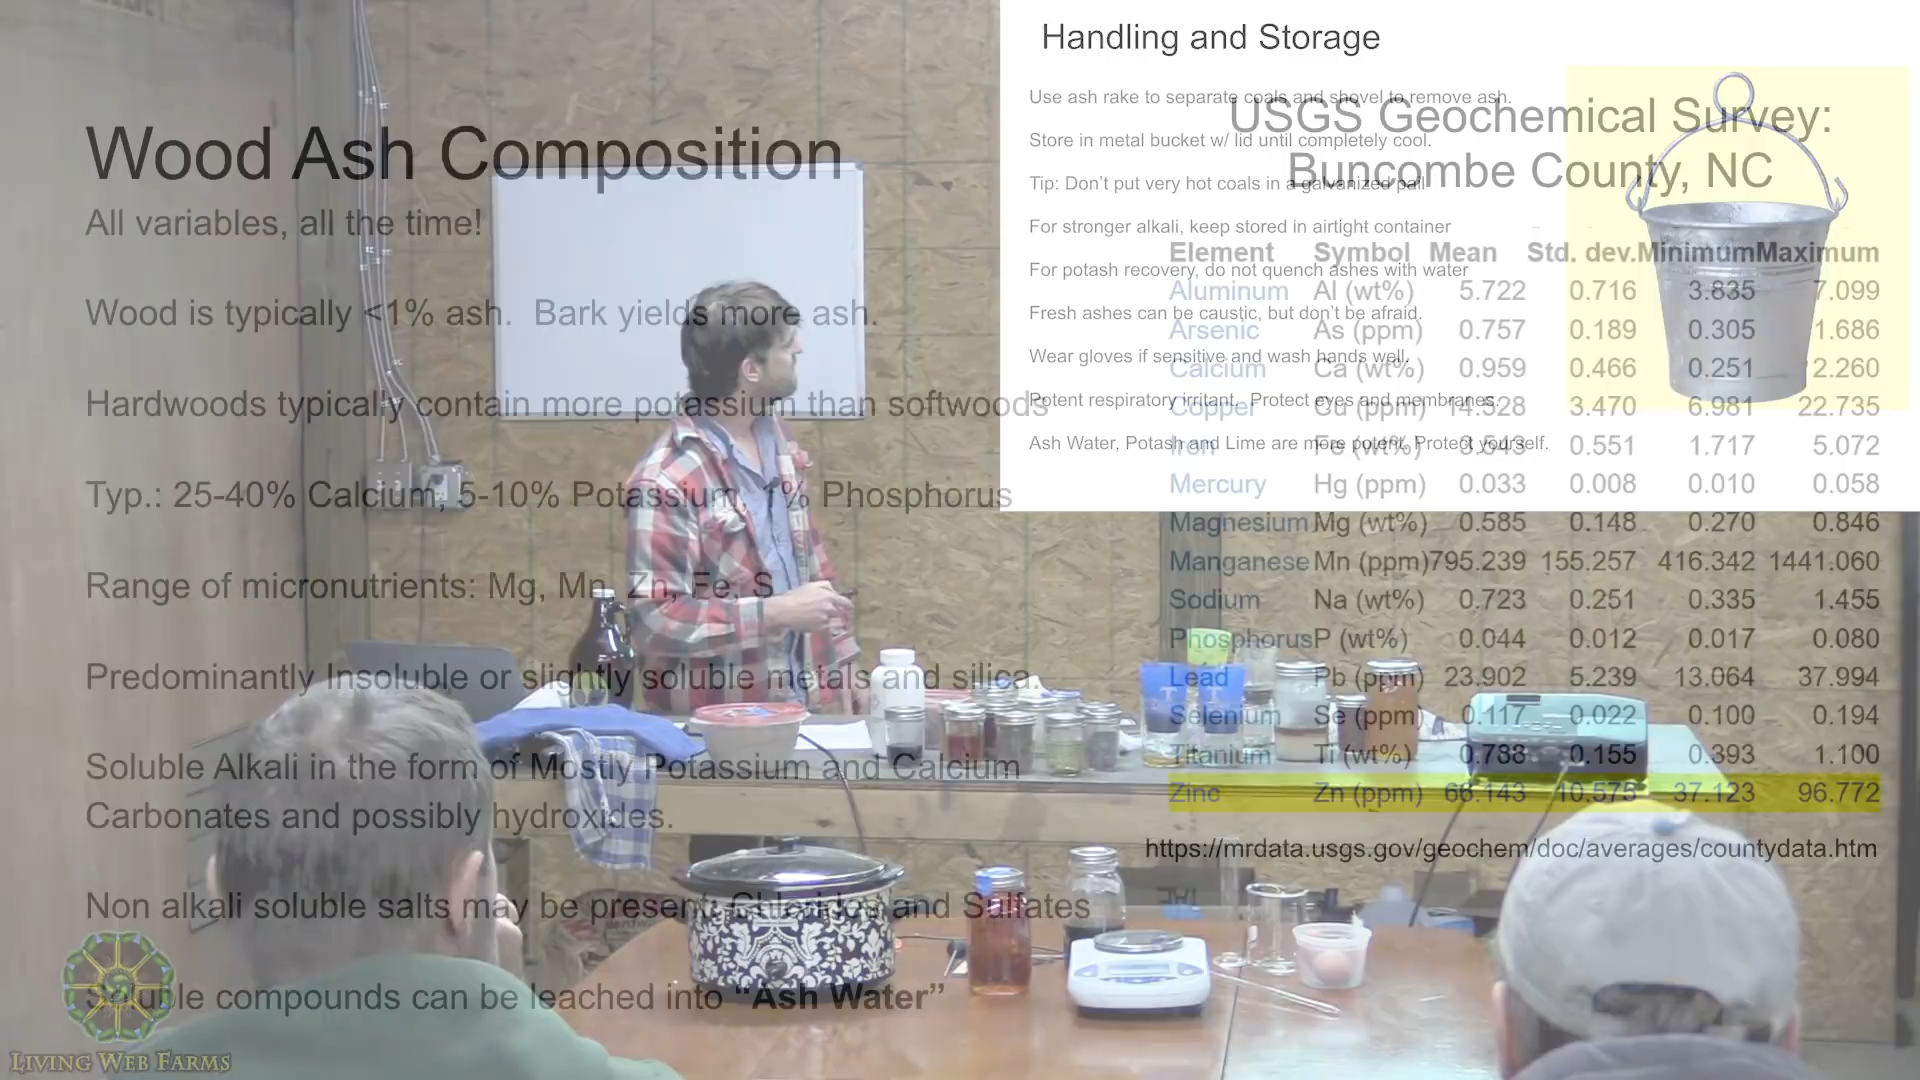 Wood Ash Composition
All variables, all the time!
Wood is typically <1% ash. Bark yields more ash.
Hardwoods typically contain more potassium than softwoods
Typ.: 25-40% Calcium, 5-10% Potassium, 1% Phosphorus
Range of micronutrients: Mg, Mn, Zn, Fe, S
Predominantly Insoluble or slightly soluble metals and silica.
Soluble Alkali in the form of Mostly Potassium and Calcium
Carbonates and possibly hydroxides.
Non alkali soluble salts may be present: Chlorides and Sulfates
Soluble compounds can be leached into “Ash Water”
LIVING WEB FARMS
Handling and Storage
Use ash rake to separate coals and shovel to remove ash.
Store in metal bucket w/ lid until completely cool.
Tip: Don't put very hot coals in a galvanized pail
For stronger alkali, keep stored in airtight container
For potash recovery, do not quench ashes with water
Fresh ashes can be caustic, but don't be afraid.
Wear gloves if sensitive and wash hands well.
Potent respiratory irritant. Protect eyes and membranes.
Ash Water, Potash and Lime are more potent. Protect yourself.
USGS Geochemical Survey:
Buncombe County, NC
Element Symbol Mean Std. dev. Minimum Maximum
Aluminum Al (wt%) 5.722 0.716 3.835 7.099
Arsenic As (ppm) 0.757 0.189 0.305 1.686
Calcium Ca (wt%) 0.959 0.466 0.251 2.260
Copper Cu (ppm) 14.528 3.470 6.981 22.735
Iron Fe (wt%) 0.551 1.717 5.072
Mercury Hg (ppm) 0.033 0.008 0.010 0.058
Magnesium Mg (wt%) 0.585 0.148 0.270 0.846
Manganese Mn (ppm) 795.239 155.257 416.342 1441.060
Sodium Na (wt%) 0.723 0.251 0.335 1.455
Phosphorus P (wt%) 0.044 0.012 0.017 0.080
Lead Pb (ppm) 23.902 5.239 13.064 37.994
Selenium Se (ppm) 0.117 0.022 0.100 0.194
Titanium Ti (wt%) 0.788 0.155 0.393 1.100
Zinc Zn (ppm) 66.143 10.575 37.123 96.772
https://mrdata.usgs.gov/geochem/doc/averages/countydata.htm